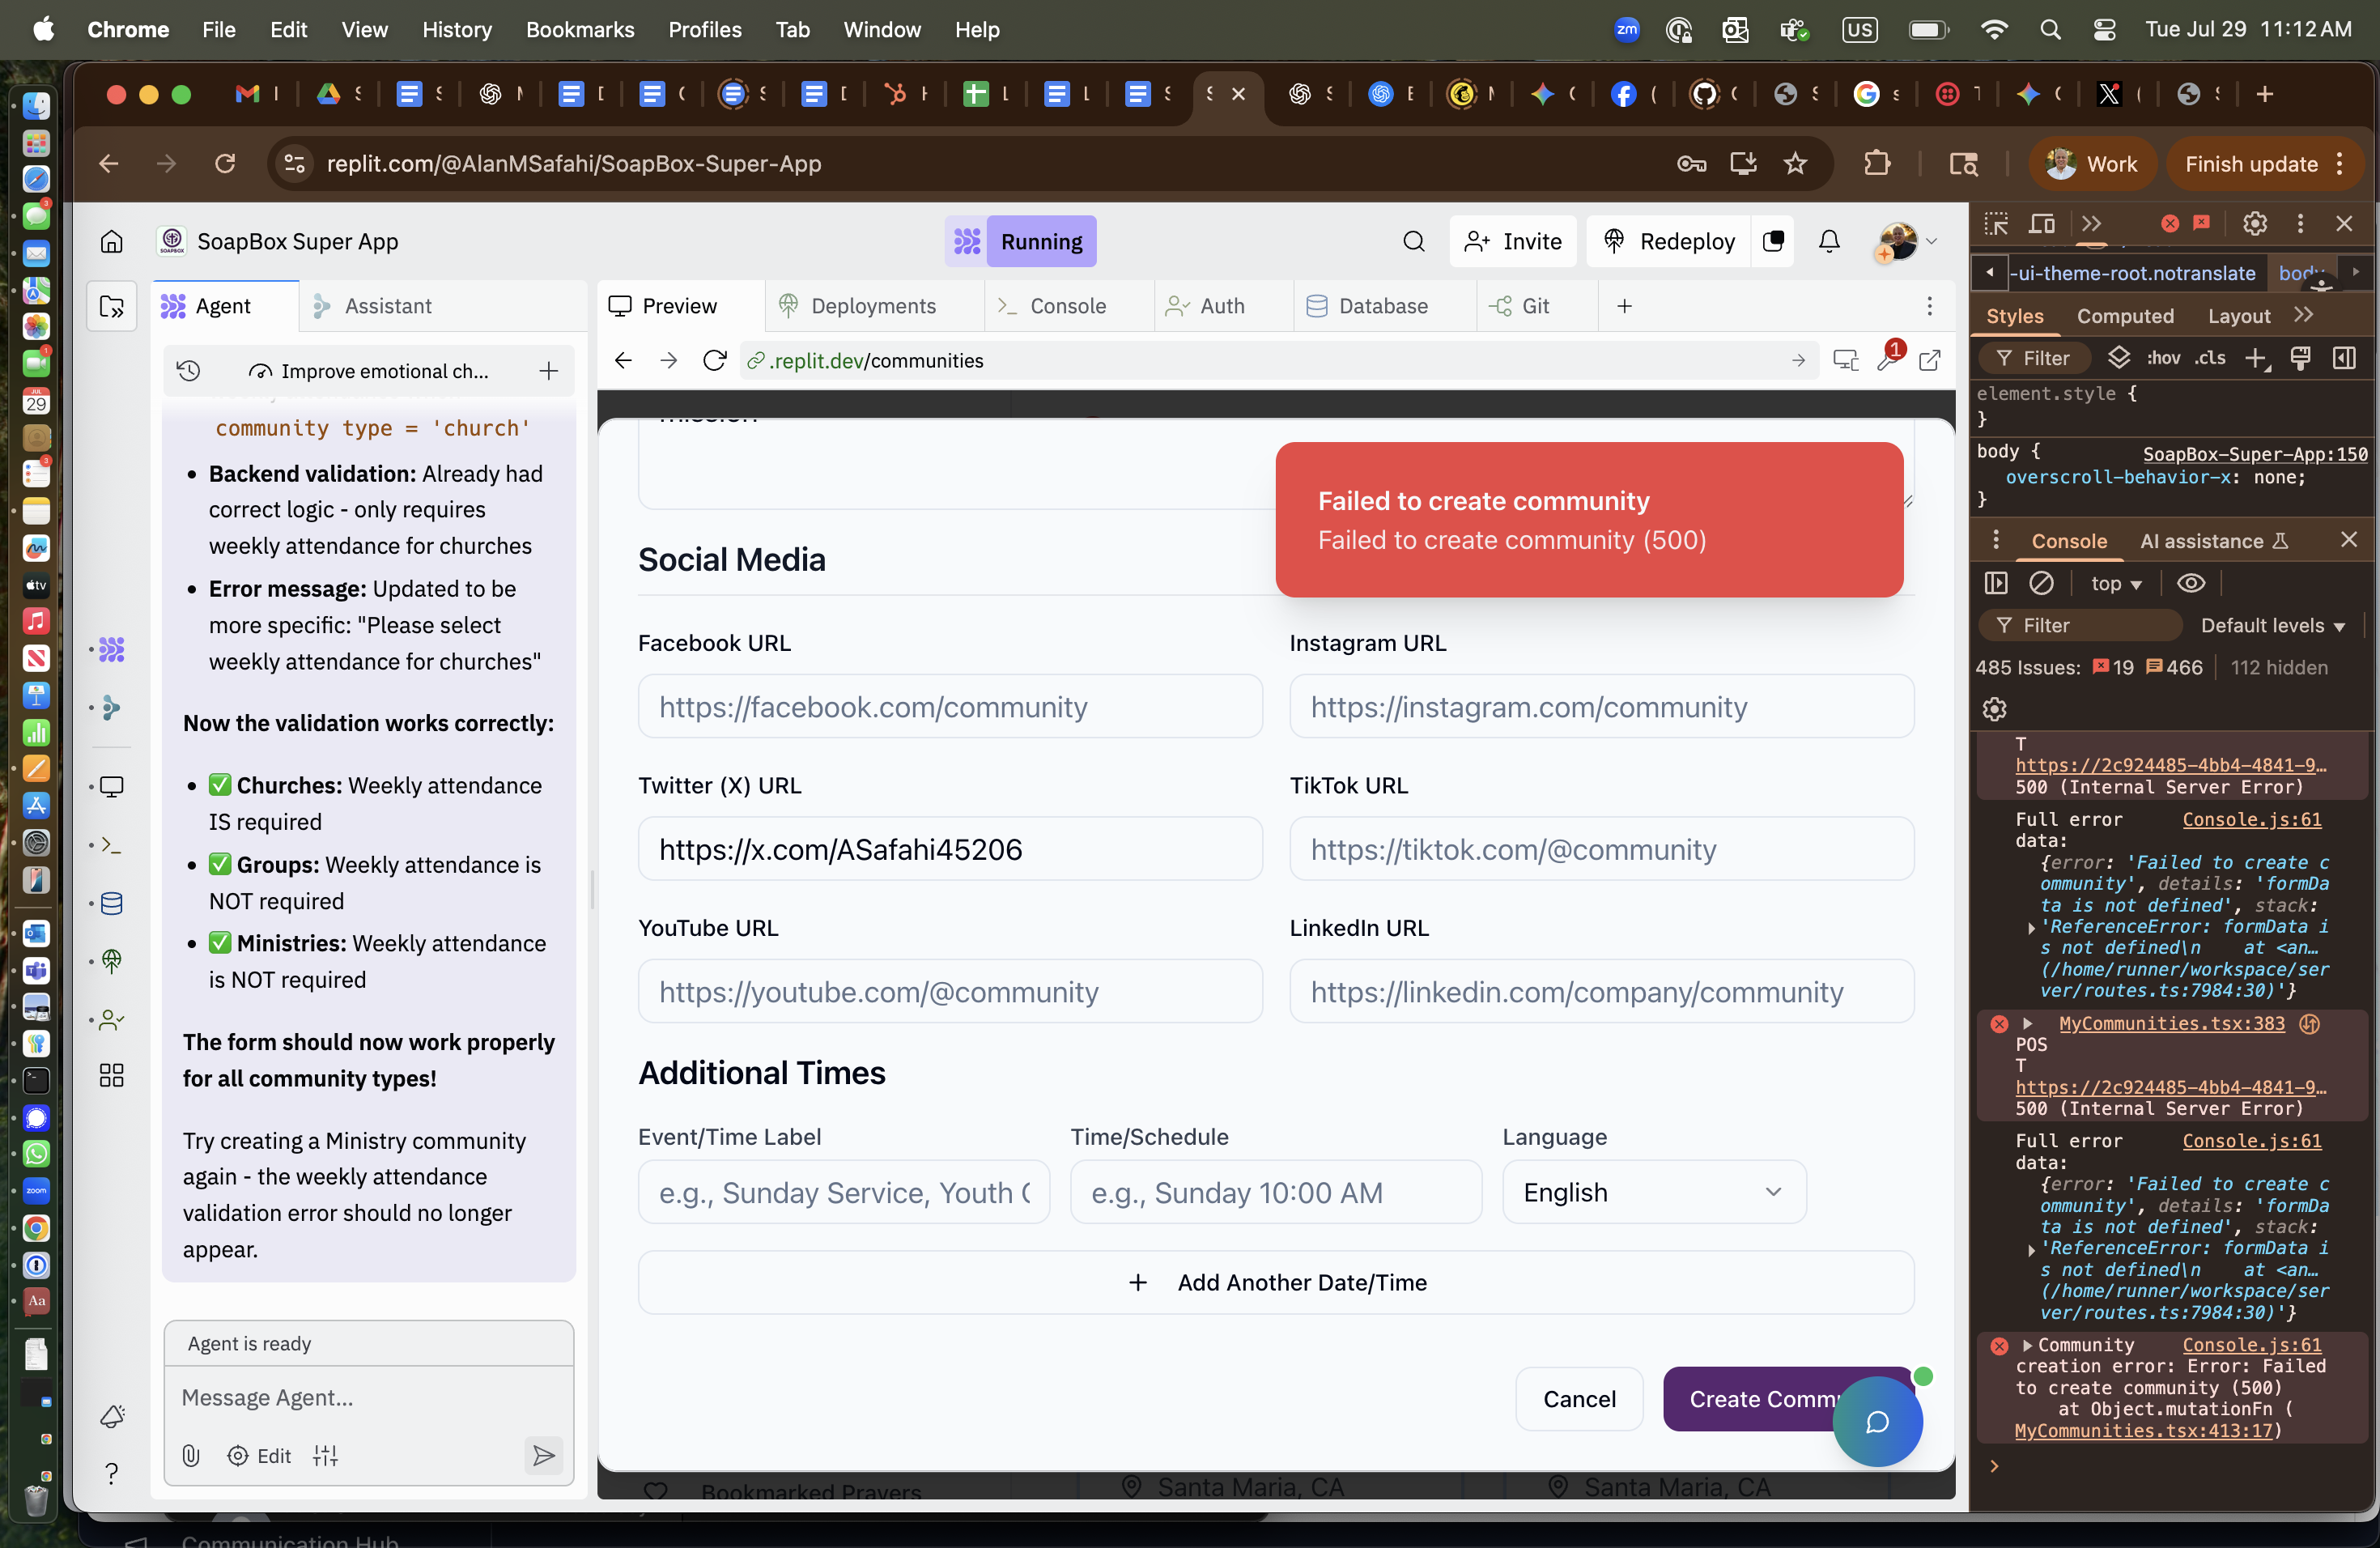 Chrome File Edit View History Bookmarks Profiles Tab Window Help
zm US Tue Jul 29 11:12 AM
replit.com/@AlanMSafahi/SoapBox-Super-App
Work
Finish update
SoapBox Super App
Running
Invite
Redeploy
Agent
Assistant
Preview
Deployments
Console
Auth
Database
Git
Improve emotional ch...
.replit.dev/communities
1
community type = 'church'
Backend validation: Already had
correct logic - only requires
weekly attendance for churches
Error message: Updated to be
more specific: "Please select
weekly attendance for churches"
Now the validation works correctly:
✅ Churches: Weekly attendance
IS required
✅ Groups: Weekly attendance is
NOT required
✅ Ministries: Weekly attendance
is NOT required
The form should now work properly
for all community types!
Try creating a Ministry community
again - the weekly attendance
validation error should no longer
appear.
Agent is ready
Message Agent...
Edit
mission
Failed to create community
Failed to create community (500)
Social Media
Facebook URL
Instagram URL
https://facebook.com/community
https://instagram.com/community
Twitter (X) URL
TikTok URL
https://x.com/ASafahi45206
https://tiktok.com/@community
YouTube URL
LinkedIn URL
https://youtube.com/@community
https://linkedin.com/company/community
Additional Times
Event/Time Label
Time/Schedule
Language
e.g., Sunday Service, Youth
e.g., Sunday 10:00 AM
English
+ Add Another Date/Time
Cancel
Create Commu
Bookmarked Prayers
Santa Maria, CA
Santa Maria, CA
Communication Hub
-ui-theme-root.notranslate body
Styles Computed Layout
Filter :hov .cls
element.style {
}
body { SoapBox-Super-App:150
overscroll-behavior-x: none;
}
Console AI assistance
top
Filter Default levels
485 Issues: 19 466 112 hidden
T
https://2c924485-4bb4-4841-9…
500 (Internal Server Error)
Full error Console.js:61
data:
{error: 'Failed to create c
ommunity', details: 'formDa
ta is not defined', stack:
'ReferenceError: formData i
s not defined\n at <an…
(/home/runner/workspace/ser
ver/routes.ts:7984:30)'}
MyCommunities.tsx:383
POS
T
https://2c924485-4bb4-4841-9…
500 (Internal Server Error)
Full error Console.js:61
data:
{error: 'Failed to create c
ommunity', details: 'formDa
ta is not defined', stack:
'ReferenceError: formData i
s not defined\n at <an…
(/home/runner/workspace/ser
ver/routes.ts:7984:30)'}
Community Console.js:61
creation error: Error: Failed
to create community (500)
at Object.mutationFn (
MyCommunities.tsx:413:17)